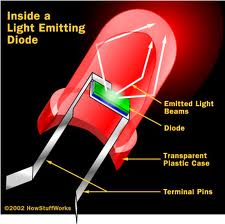 Inside a
Light Emitting
Diode
Emitted Light
Beams
Diode
Transparent
Plastic Case
Terminal Pins
©2002 HowStuffWorks